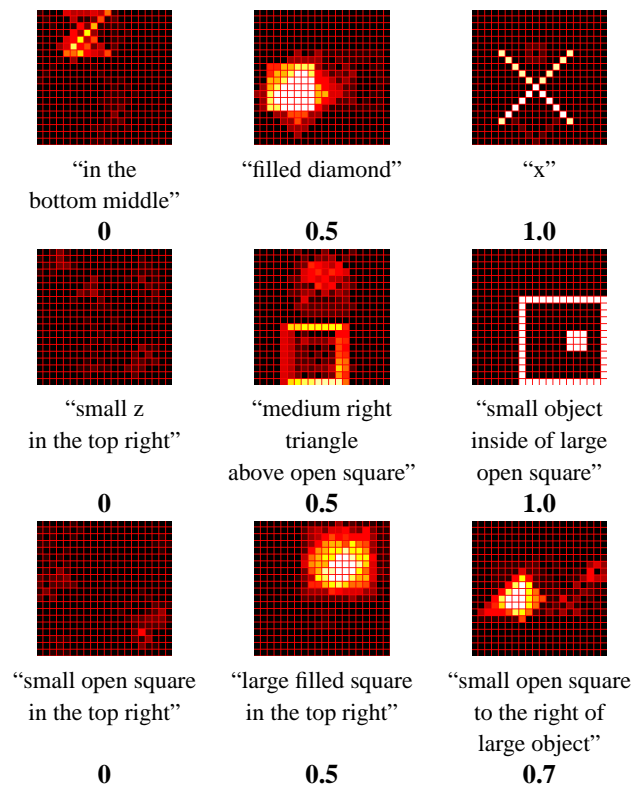 “in the
bottom middle”
“filled diamond”
“x”
0
0.5
1.0
“small z
in the top right”
“medium right
triangle
above open square”
“small object
inside of large
open square”
0
0.5
1.0
“small open square
in the top right”
“large filled square
in the top right”
“small open square
to the right of
large object”
0
0.5
0.7